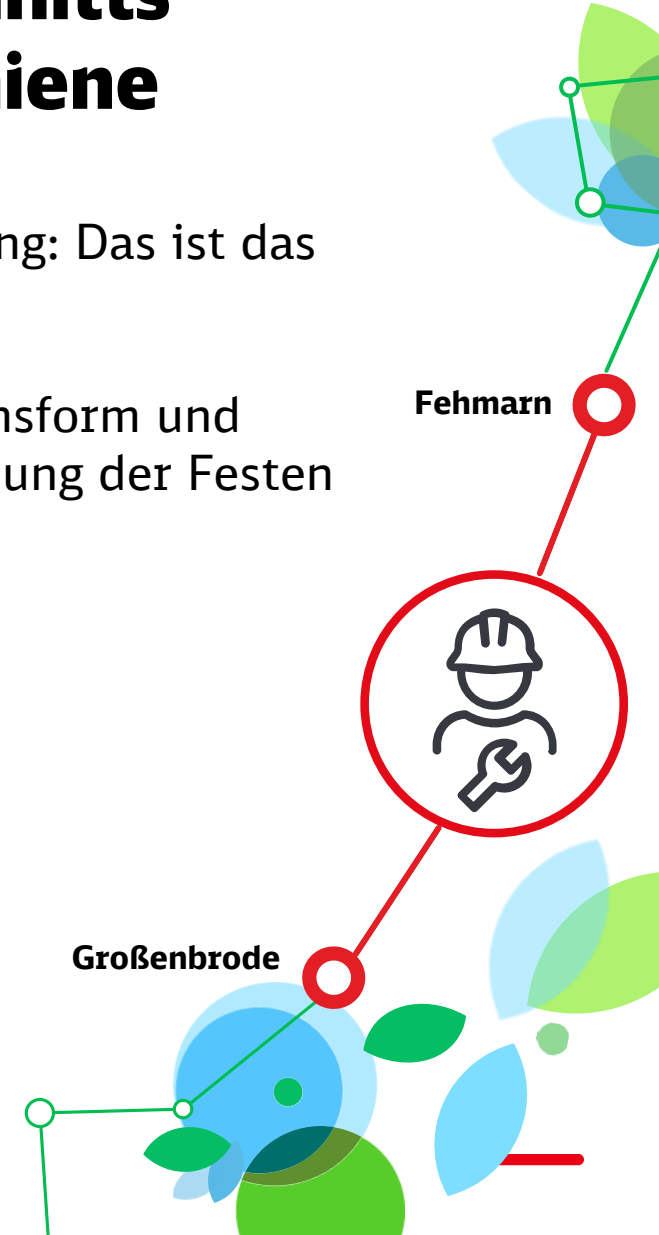 iene
ng: Das ist das
nsform und
ung der Festen
Fehmarn
Großenbrode